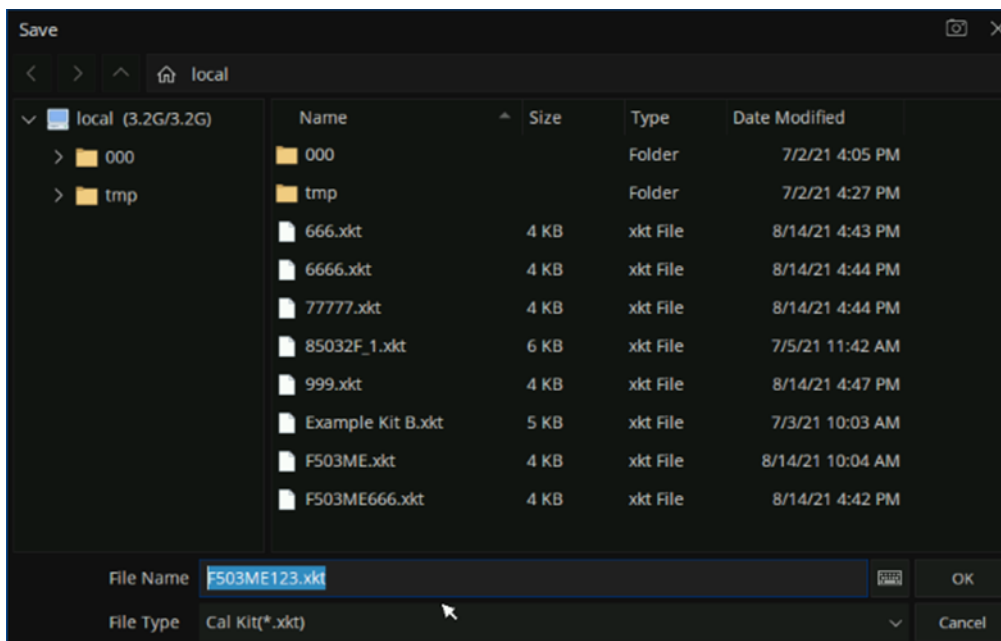 Save
local
local (3.2G/3.2G)
000
tmp
Name Size Type Date Modified
000 Folder 7/2/21 4:05 PM
tmp Folder 7/2/21 4:27 PM
666.xkt 4 KB xkt File 8/14/21 4:43 PM
6666.xkt 4 KB xkt File 8/14/21 4:44 PM
77777.xkt 4 KB xkt File 8/14/21 4:44 PM
85032F_1.xkt 6 KB xkt File 7/5/21 11:42 AM
999.xkt 4 KB xkt File 8/14/21 4:47 PM
Example Kit B.xkt 5 KB xkt File 7/3/21 10:03 AM
F503ME.xkt 4 KB xkt File 8/14/21 10:04 AM
F503ME666.xkt 4 KB xkt File 8/14/21 4:42 PM
File Name F503ME123.xkt OK
File Type Cal Kit(*.xkt) Cancel